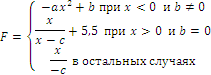 F = { −ax² + b при x < 0 и b ≠ 0
x / (x − c) + 5,5 при x > 0 и b = 0
x / −c в остальных случаях